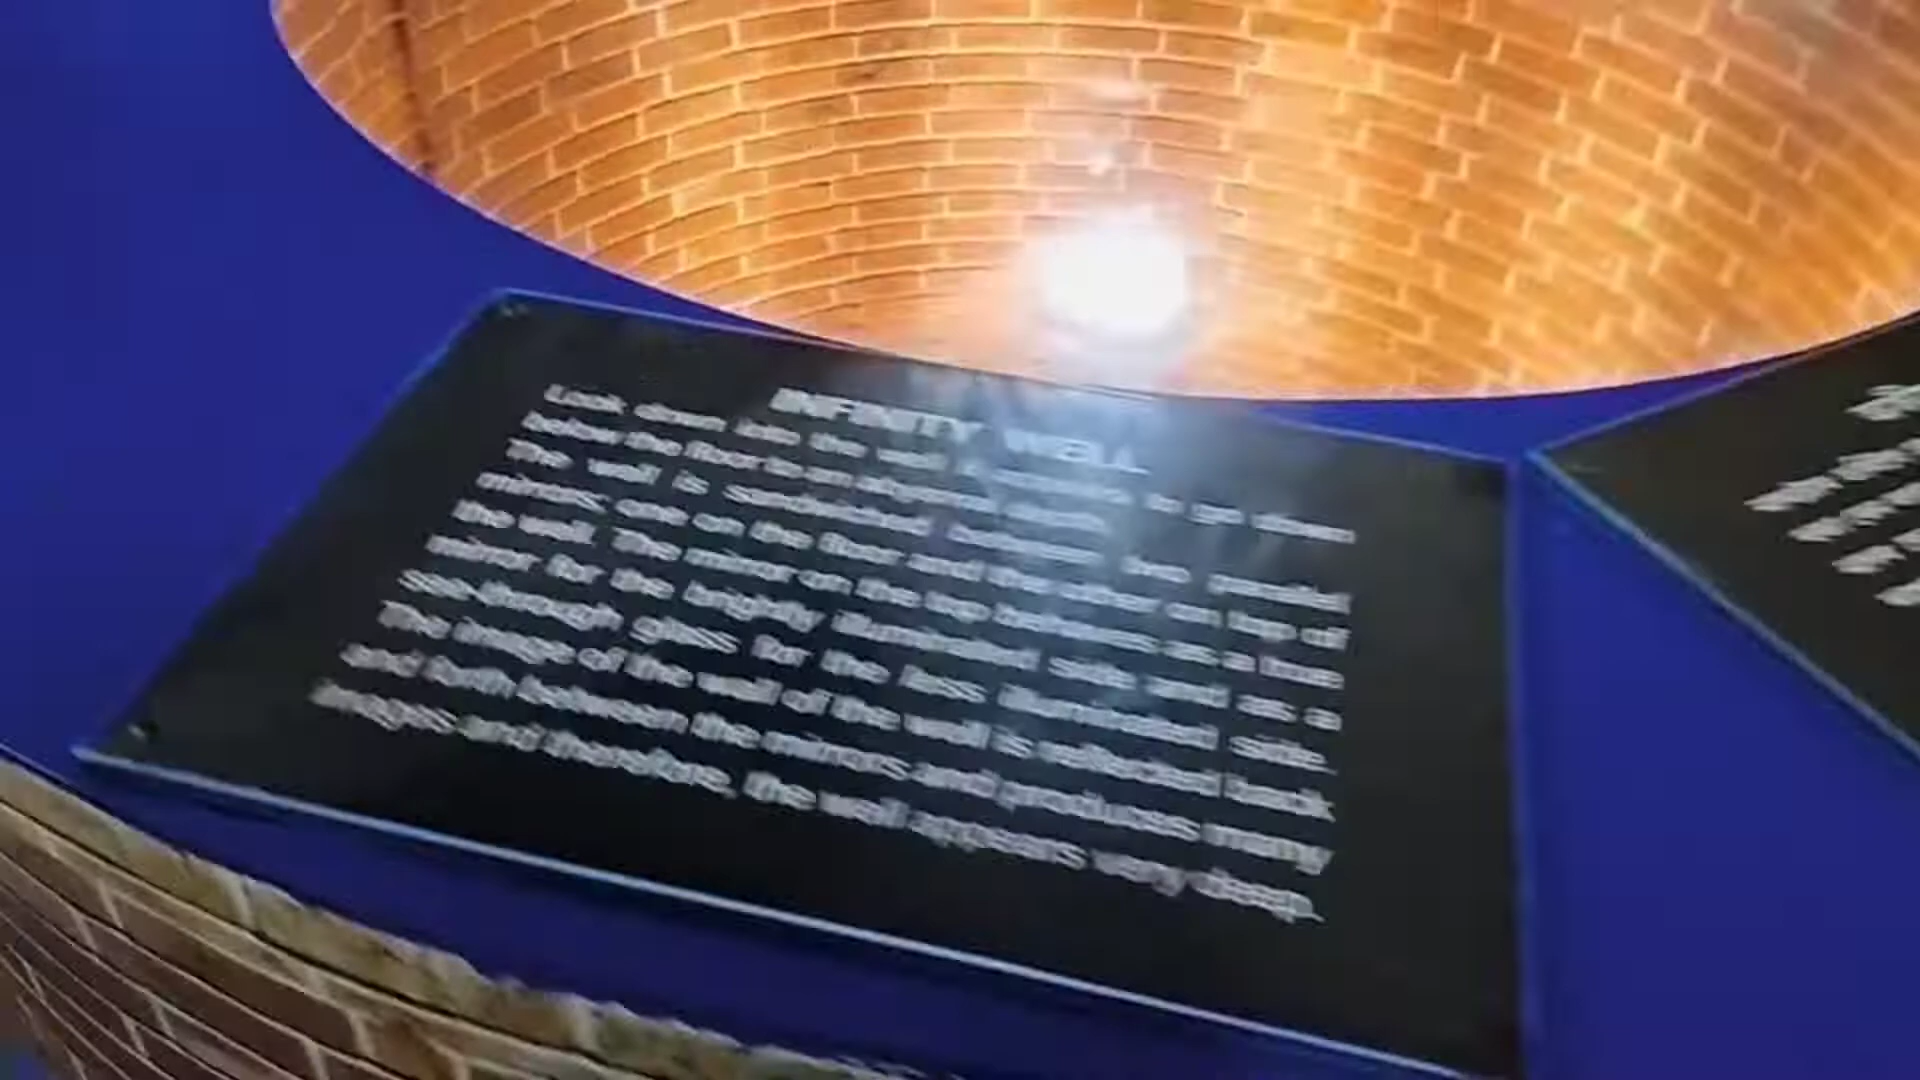 INFINITY WELL
Look down into the well it appears to go down
below the floor to an abysmal depth.
The wall is sandwiched between two parallel
mirrors: one on the floor and the other on top of
the wall. The mirror on the top behaves as a true
mirror for the brightly illuminated side and as a
see-through glass for the less illuminated side.
The image of the wall of the well is reflected back
and forth between the mirrors and produces many
images and therefore, the well appears very deep.